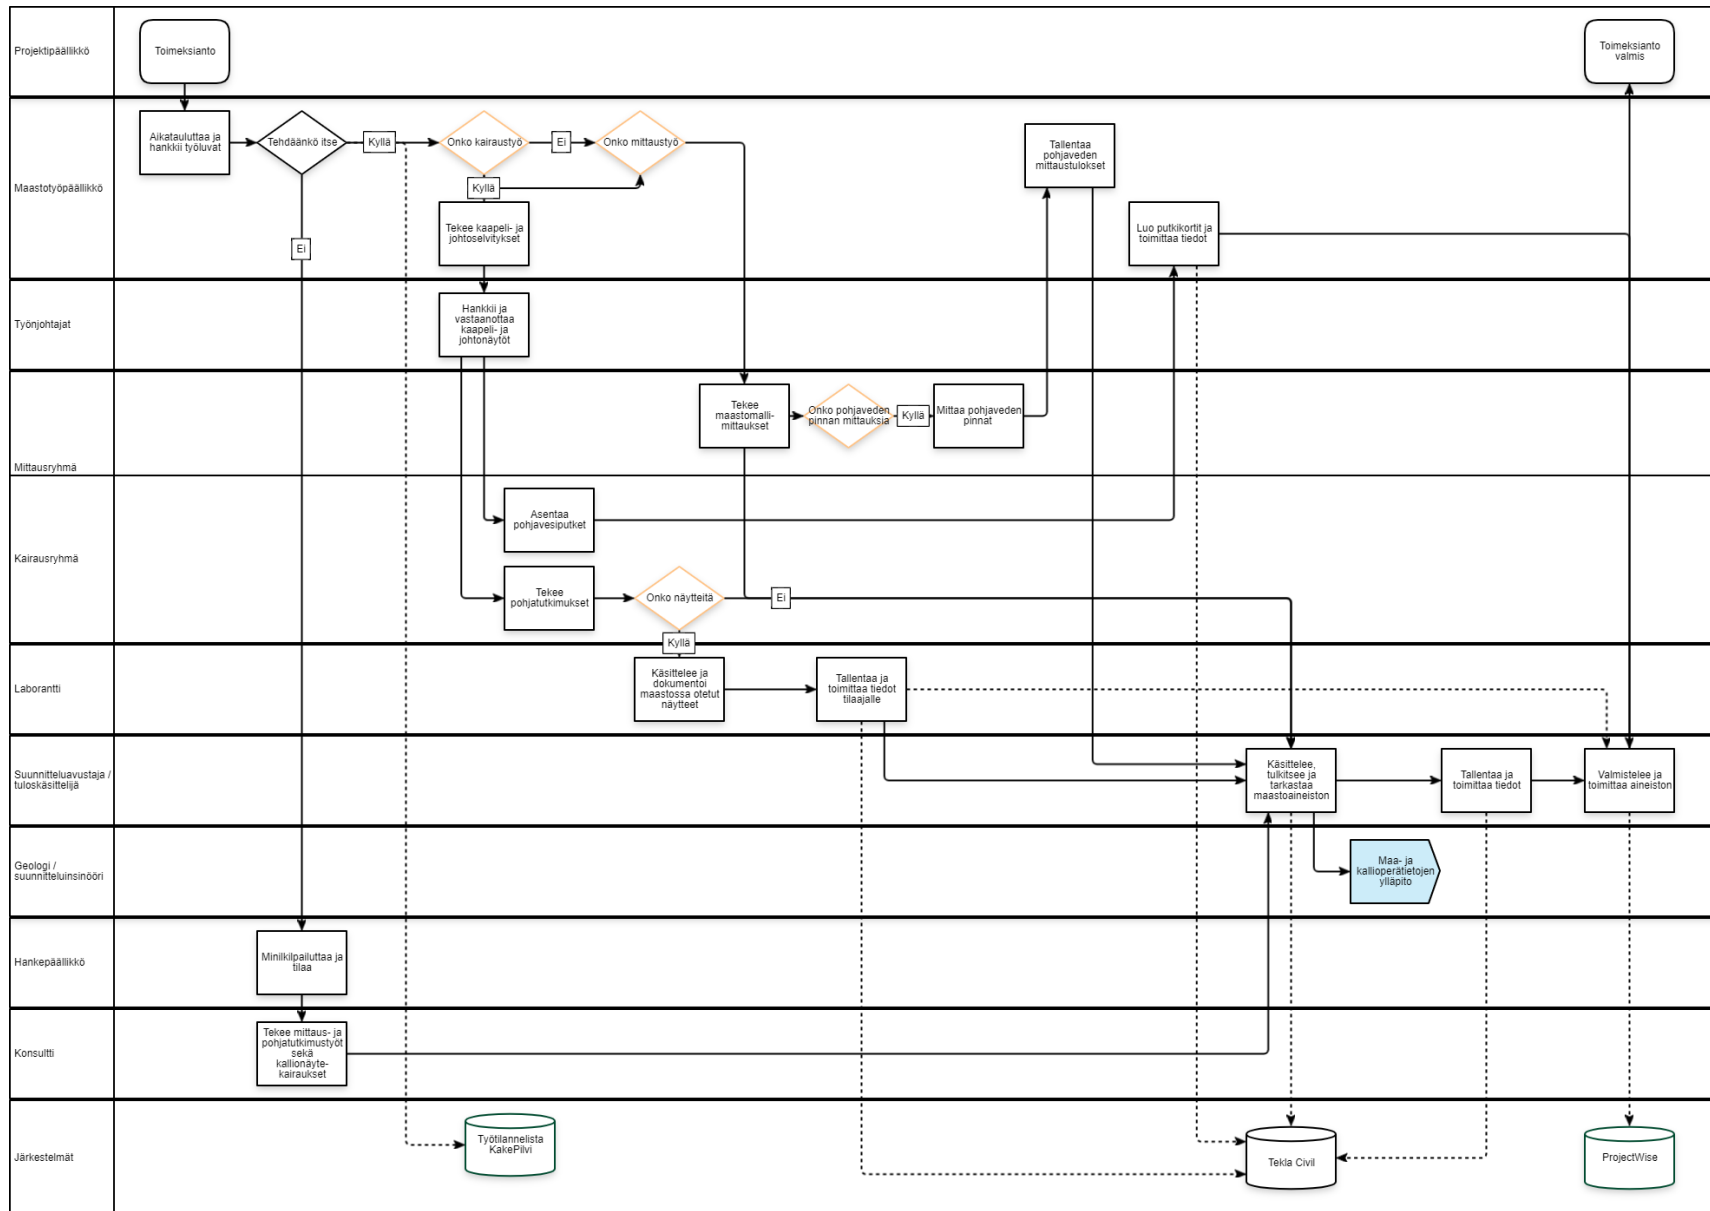 Projektipäällikkö
Toimeksianto
Toimeksianto
valmis
Maastotyöpäällikkö
Aikatauluttaa ja
hankkii työluvat
Tehdäänkö itse
Kyllä
Onko kairaustyö
Ei
Onko mittaustyö
Kyllä
Tekee kaapeli- ja
johtoselvitykset
Ei
Tallentaa
pohjaveden
mittaustulokset
Luo putkikortit ja
toimittaa tiedot
Työnjohtajat
Hankkii ja
vastaanottaa
kaapeli- ja
johtonäytöt
Mittausryhmä
Tekee
maastomalli-
mittaukset
Onko pohjaveden
pinnan mittauksia
Kyllä
Mittaa pohjaveden
pinnat
Kairausryhmä
Asentaa
pohjavesiputket
Tekee
pohjatutkimukset
Onko näytteitä
Ei
Kyllä
Laborantti
Käsittelee ja
dokumentoi
maastossa otetut
näytteet
Tallentaa ja
toimittaa tiedot
tilaajalle
Suunnitteluavustaja /
tuloskäsittelijä
Käsittelee,
tulkitsee ja
tarkastaa
maastoaineiston
Tallentaa ja
toimittaa tiedot
Valmistelee ja
toimittaa aineiston
Geologi /
suunnitteluinsinööri
Maa- ja
kallioperätietojen
ylläpito
Hankepäällikkö
Minilkilpailuttaa ja
tilaa
Konsultti
Tekee mittaus- ja
pohjatutkimustyöt
sekä
kallionäyte-
kairaukset
Järkestelmät
Työtilannelista
KakePilvi
Tekla Civil
ProjectWise